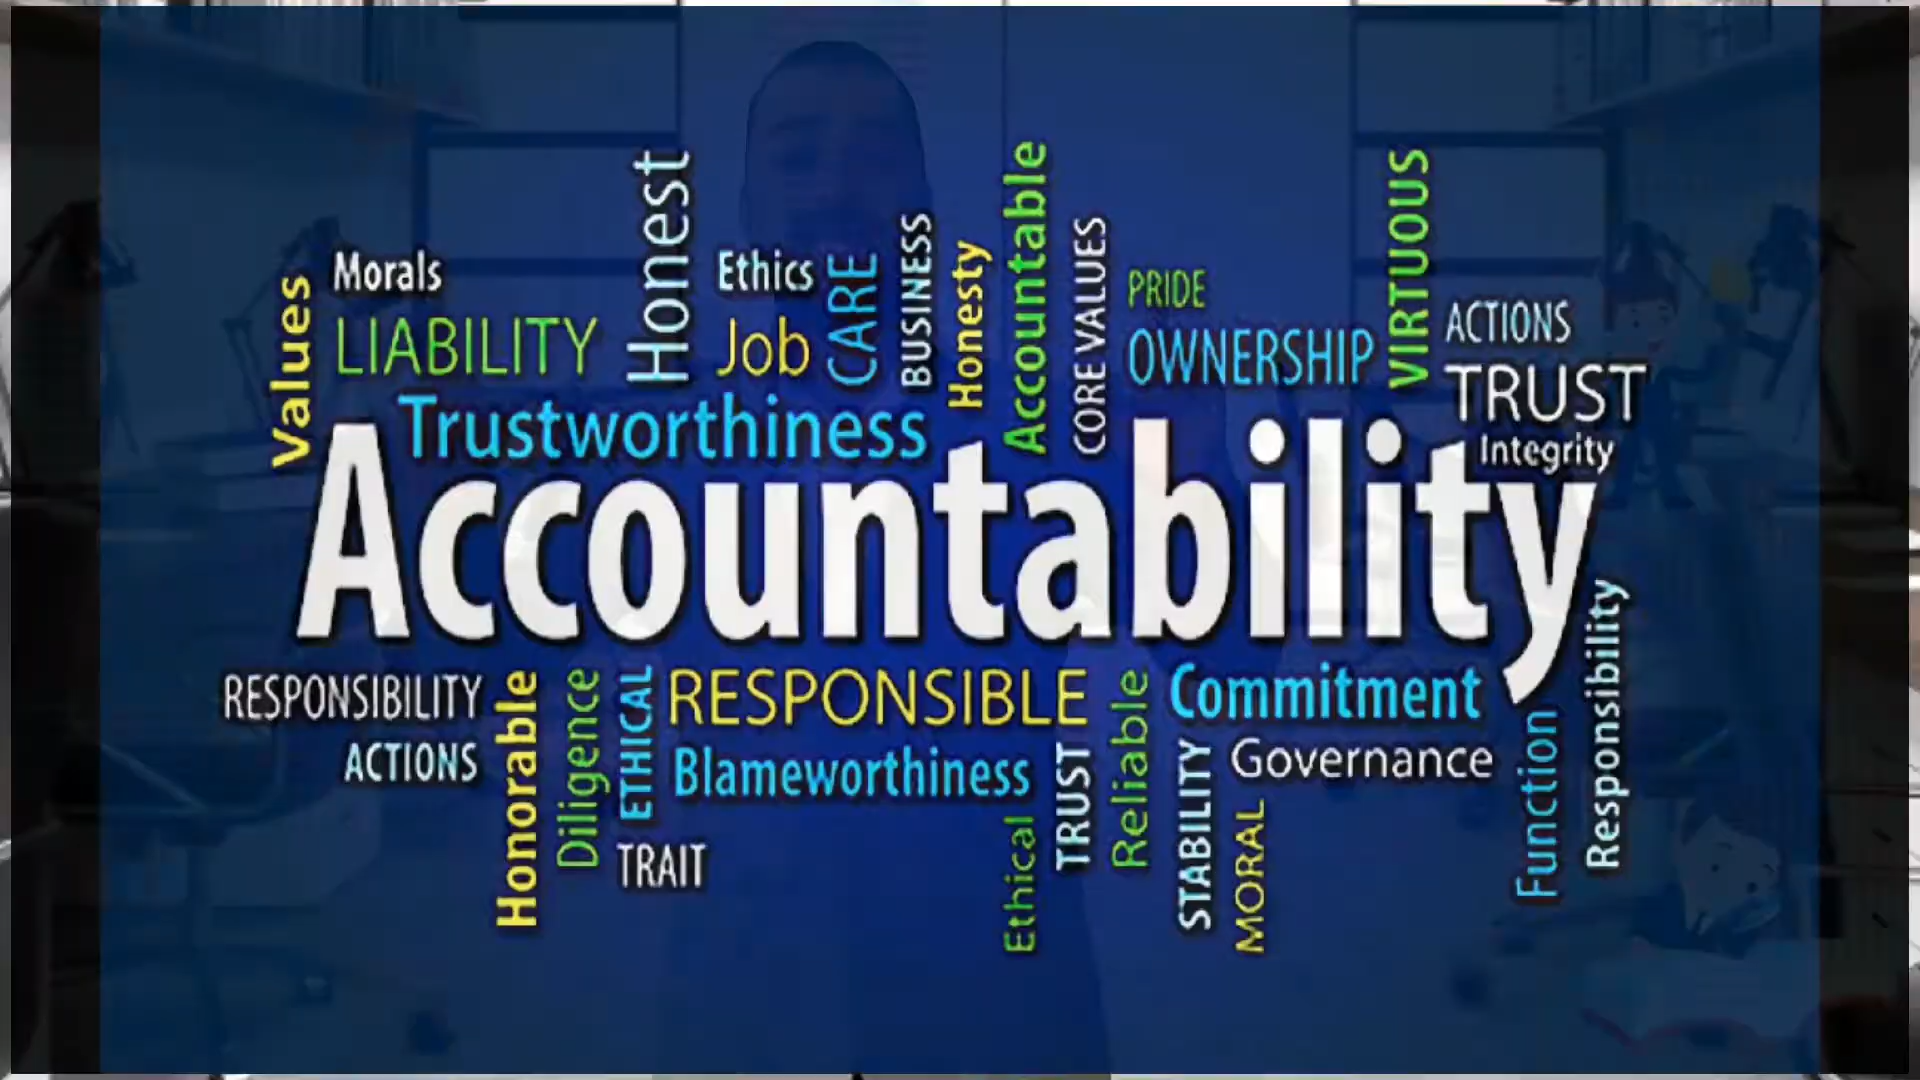 Values
Morals
LIABILITY
Honest
Ethics
Job
CARE
BUSINESS
Honesty
Accountable
CORE VALUES
PRIDE
OWNERSHIP
VIRTUOUS
ACTIONS
TRUST
Integrity
Trustworthiness
Accountability
RESPONSIBILITY
ACTIONS
Honorable
Diligence
ETHICAL
TRAIT
RESPONSIBLE
Blameworthiness
Ethical
TRUST
Reliable
Commitment
STABILITY
Governance
MORAL
Function
Responsibility